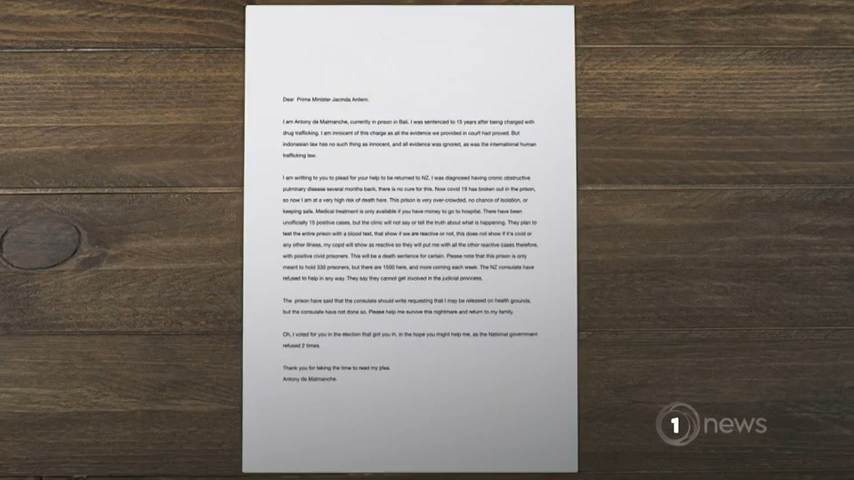 Dear Prime Minister Jacinda Ardern.
I am Antony de Malmanche, currently in prison in Bali. I was sentenced to 15 years after being charged with
drug trafficking. I am innocent of this charge as all the evidence we provided in court had proved. But
indonesian law has no such thing as innocent, and all evidence was ignored, as was the international human
trafficking law.
I am writting to you to plead for your help to be returned to NZ. I was diagnosed having cronic obstructive
pulmonary disease several months back, there is no cure for this. Now covid 19 has broken out in the prison,
so now I am at a very high risk of death here. This prison is very over-crowded, no chance of isolation, or
keeping safe. Medical treatment is only available if you have money to go to hospital. There have been
unofficially 15 positive cases, but the clinic will not say or tell the truth about what is happening. They plan to
test the entire prison with a blood test, that show if we are reactive or not, this does not show if it's covid or
any other illness, my copd will show as reactive so they will put me with all the other reactive cases therefore,
with positive covid prisoners. This will be a death sentence for certain. Please note that this prison is only
meant to hold 330 prisoners, but there are 1500 here, and more coming each week. The NZ consulate have
refused to help in any way. They say they cannot get involved in the judicial process.
The prison have said that the consulate should write requesting that I may be released on health grounds,
but the consulate have not done so. Please help me survive this nightmare and return to my family.
Oh, I voted for you in the election that got you in, in the hope you might help me, as the National government
refused 2 times.
Thank you for taking the time to read my plea.
Antony de Malmanche.
1 news